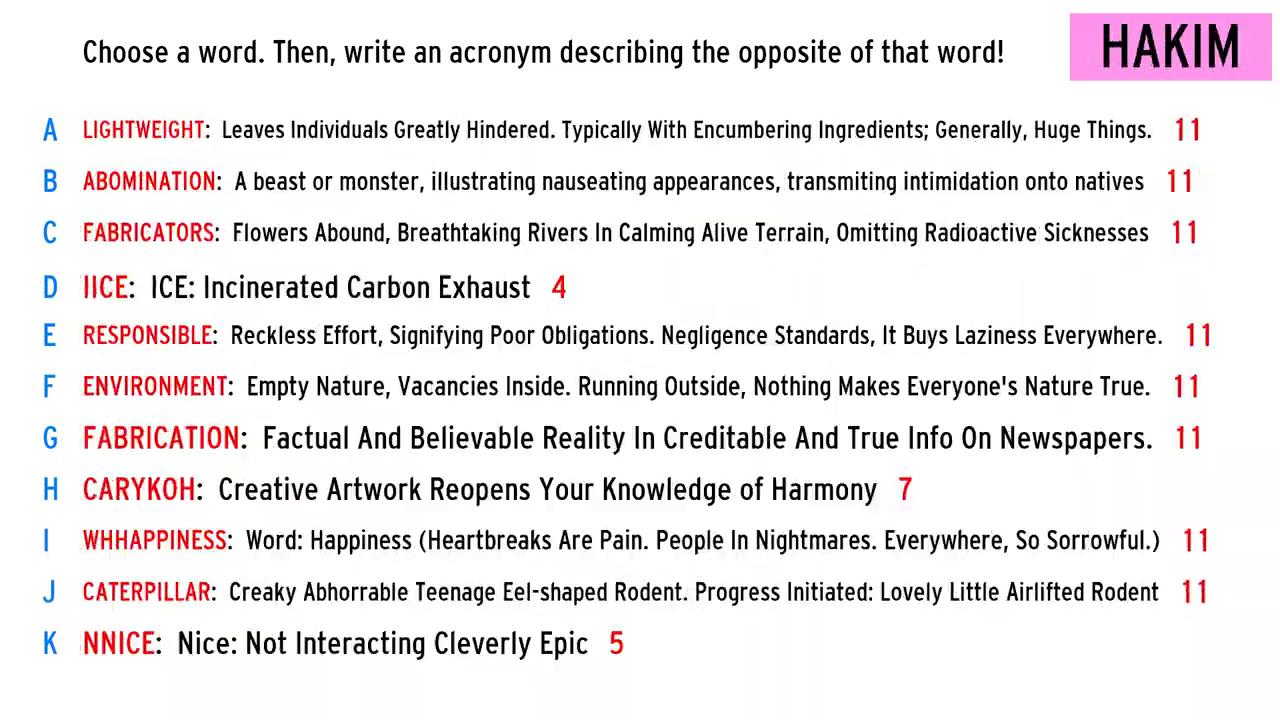 Choose a word. Then, write an acronym describing the opposite of that word!
HAKIM
A LIGHTWEIGHT: Leaves Individuals Greatly Hindered. Typically With Encumbering Ingredients; Generally, Huge Things. 11
B ABOMINATION: A beast or monster, illustrating nauseating appearances, transmiting intimidation onto natives 11
C FABRICATORS: Flowers Abound, Breathtaking Rivers In Calming Alive Terrain, Omitting Radioactive Sicknesses 11
D IICE: ICE: Incinerated Carbon Exhaust 4
E RESPONSIBLE: Reckless Effort, Signifying Poor Obligations. Negligence Standards, It Buys Laziness Everywhere. 11
F ENVIRONMENT: Empty Nature, Vacancies Inside. Running Outside, Nothing Makes Everyone's Nature True. 11
G FABRICATION: Factual And Believable Reality In Creditable And True Info On Newspapers. 11
H CARYKOH: Creative Artwork Reopens Your Knowledge of Harmony 7
I WHHAPPINESS: Word: Happiness (Heartbreaks Are Pain. People In Nightmares. Everywhere, So Sorrowful.) 11
J CATERPILLAR: Creaky Abhorrable Teenage Eel-shaped Rodent. Progress Initiated: Lovely Little Airlifted Rodent 11
K NNICE: Nice: Not Interacting Cleverly Epic 5